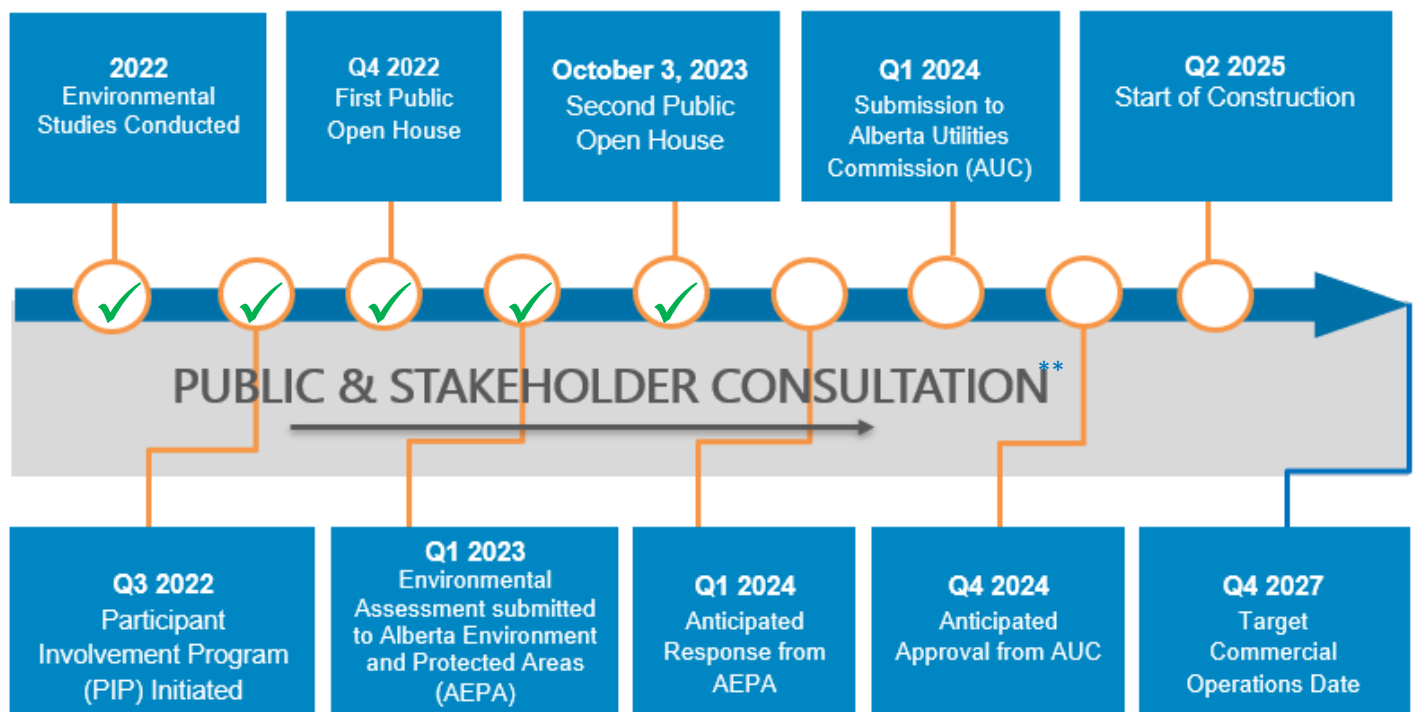 2022
Environmental
Studies Conducted
Q4 2022
First Public
Open House
October 3, 2023
Second Public
Open House
Q1 2024
Submission to
Alberta Utilities
Commission (AUC)
Q2 2025
Start of Construction
PUBLIC & STAKEHOLDER CONSULTATION**
Q3 2022
Participant
Involvement Program
(PIP) Initiated
Q1 2023
Environmental
Assessment submitted
to Alberta Environment
and Protected Areas
(AEPA)
Q1 2024
Anticipated
Response from
AEPA
Q4 2024
Anticipated
Approval from AUC
Q4 2027
Target
Commercial
Operations Date